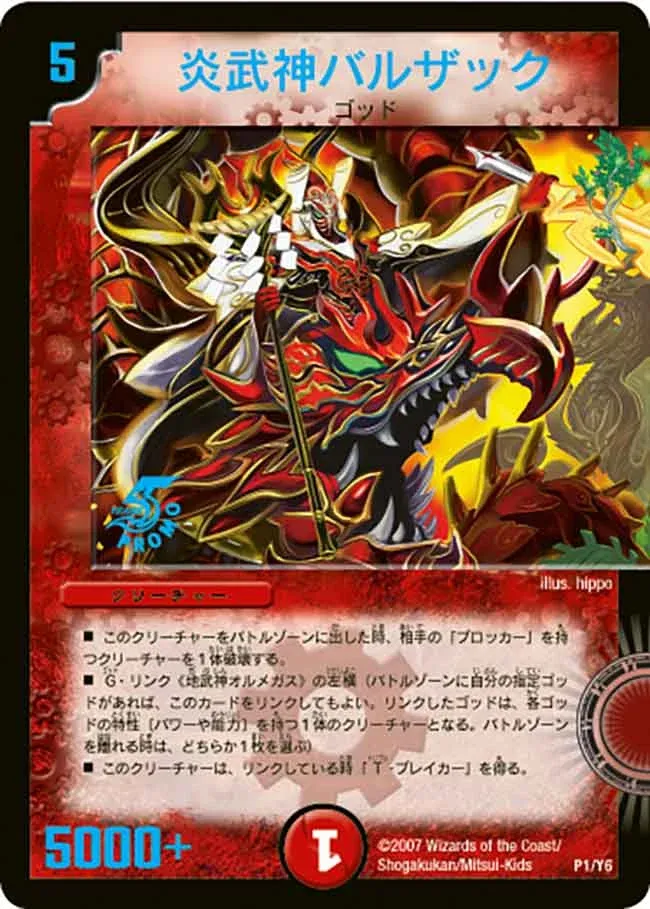 5
炎武神バルザック
ゴッド
PROMO
illus. hippo
クリーチャー
■ このクリーチャーをバトルゾーンに出した時、相手の「ブロッカー」を持
つクリーチャーを1体破壊する。
■ G・リンク《地武神オルメガス》の左横（バトルゾーンに自分の指定ゴッ
ドがあれば、このカードをリンクしてもよい。リンクしたゴッドは、各ゴッ
ドの特性［パワーや能力］を持つ1体のクリーチャーとなる。バトルゾーン
を離れる時は、どちらか1枚を選ぶ）
■ このクリーチャーは、リンクしている時「T・ブレイカー」を得る。
5000+
1
©2007 Wizards of the Coast/
Shogakukan/Mitsui-Kids
P1/Y6